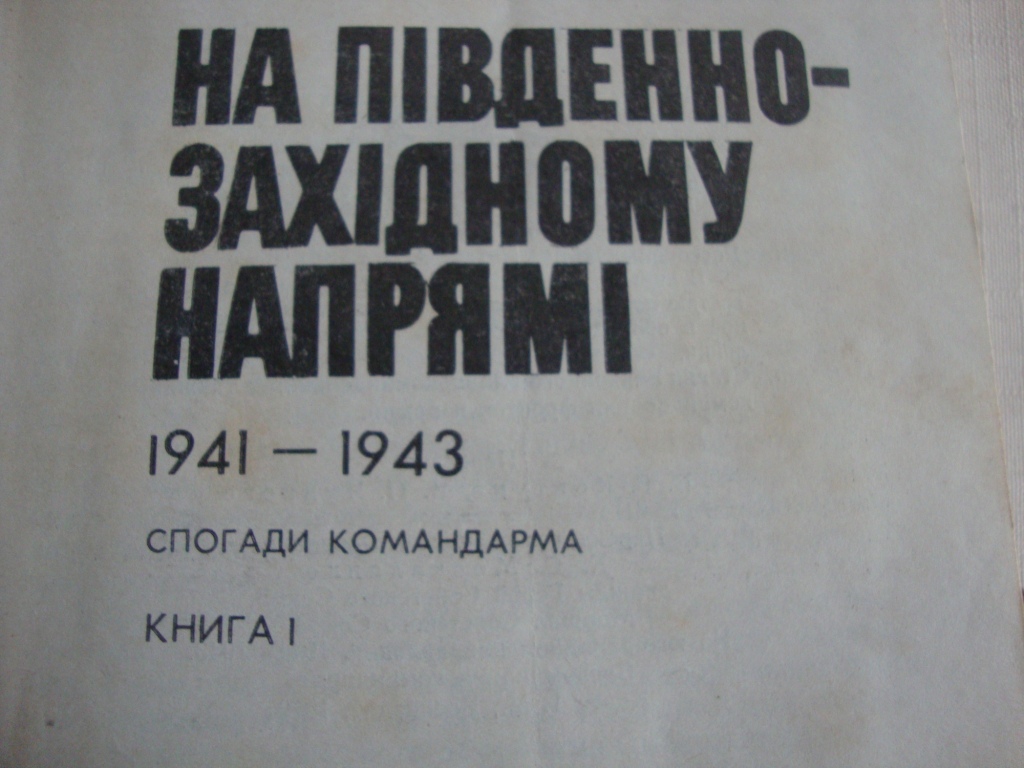 НА ПІВДЕННО-
ЗАХІДНОМУ
НАПРЯМІ
1941 — 1943
СПОГАДИ КОМАНДАРМА
КНИГА І